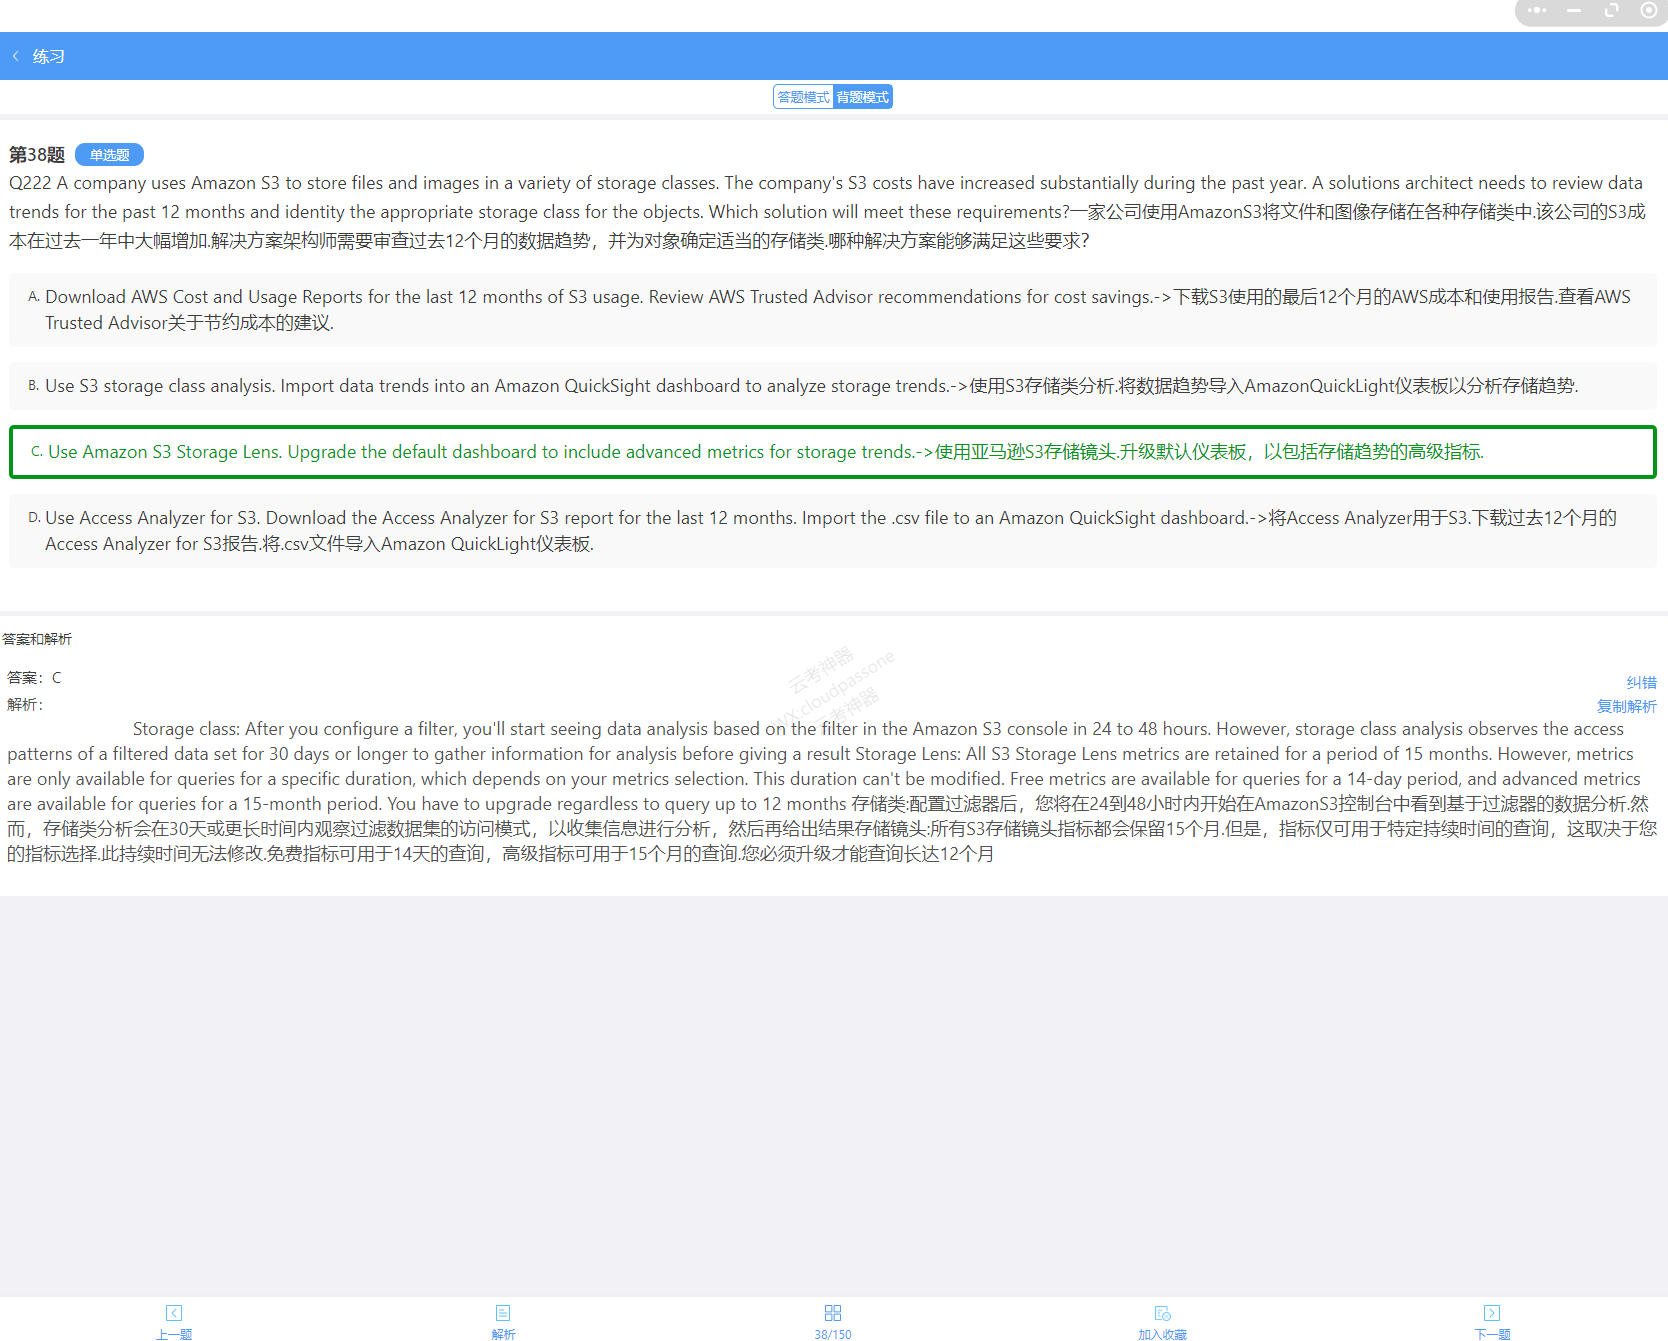 练习
答题模式 背题模式
第38题 单选题
Q222 A company uses Amazon S3 to store files and images in a variety of storage classes. The company's S3 costs have increased substantially during the past year. A solutions architect needs to review data
trends for the past 12 months and identity the appropriate storage class for the objects. Which solution will meet these requirements?一家公司使用AmazonS3将文件和图像存储在各种存储类中.该公司的S3成
本在过去一年中大幅增加.解决方案架构师需要审查过去12个月的数据趋势，并为对象确定适当的存储类.哪种解决方案能够满足这些要求?
A. Download AWS Cost and Usage Reports for the last 12 months of S3 usage. Review AWS Trusted Advisor recommendations for cost savings.->下载S3使用的最后12个月的AWS成本和使用报告.查看AWS
Trusted Advisor关于节约成本的建议.
B. Use S3 storage class analysis. Import data trends into an Amazon QuickSight dashboard to analyze storage trends.->使用S3存储类分析.将数据趋势导入AmazonQuickLight仪表板以分析存储趋势.
C. Use Amazon S3 Storage Lens. Upgrade the default dashboard to include advanced metrics for storage trends.->使用亚马逊S3存储镜头.升级默认仪表板，以包括存储趋势的高级指标.
D. Use Access Analyzer for S3. Download the Access Analyzer for S3 report for the last 12 months. Import the .csv file to an Amazon QuickSight dashboard.->将Access Analyzer用于S3.下载过去12个月的
Access Analyzer for S3报告.将.csv文件导入Amazon QuickLight仪表板.
答案和解析
云考神器
WX:cloudpassone
云考神器
答案：C
纠错
解析：
复制解析
Storage class: After you configure a filter, you'll start seeing data analysis based on the filter in the Amazon S3 console in 24 to 48 hours. However, storage class analysis observes the access
patterns of a filtered data set for 30 days or longer to gather information for analysis before giving a result Storage Lens: All S3 Storage Lens metrics are retained for a period of 15 months. However, metrics
are only available for queries for a specific duration, which depends on your metrics selection. This duration can't be modified. Free metrics are available for queries for a 14-day period, and advanced metrics
are available for queries for a 15-month period. You have to upgrade regardless to query up to 12 months 存储类:配置过滤器后，您将在24到48小时内开始在AmazonS3控制台中看到基于过滤器的数据分析.然
而，存储类分析会在30天或更长时间内观察过滤数据集的访问模式，以收集信息进行分析，然后再给出结果存储镜头:所有S3存储镜头指标都会保留15个月.但是，指标仅可用于特定持续时间的查询，这取决于您
的指标选择.此持续时间无法修改.免费指标可用于14天的查询，高级指标可用于15个月的查询.您必须升级才能查询长达12个月
上一题 解析 38/150 加入收藏 下一题